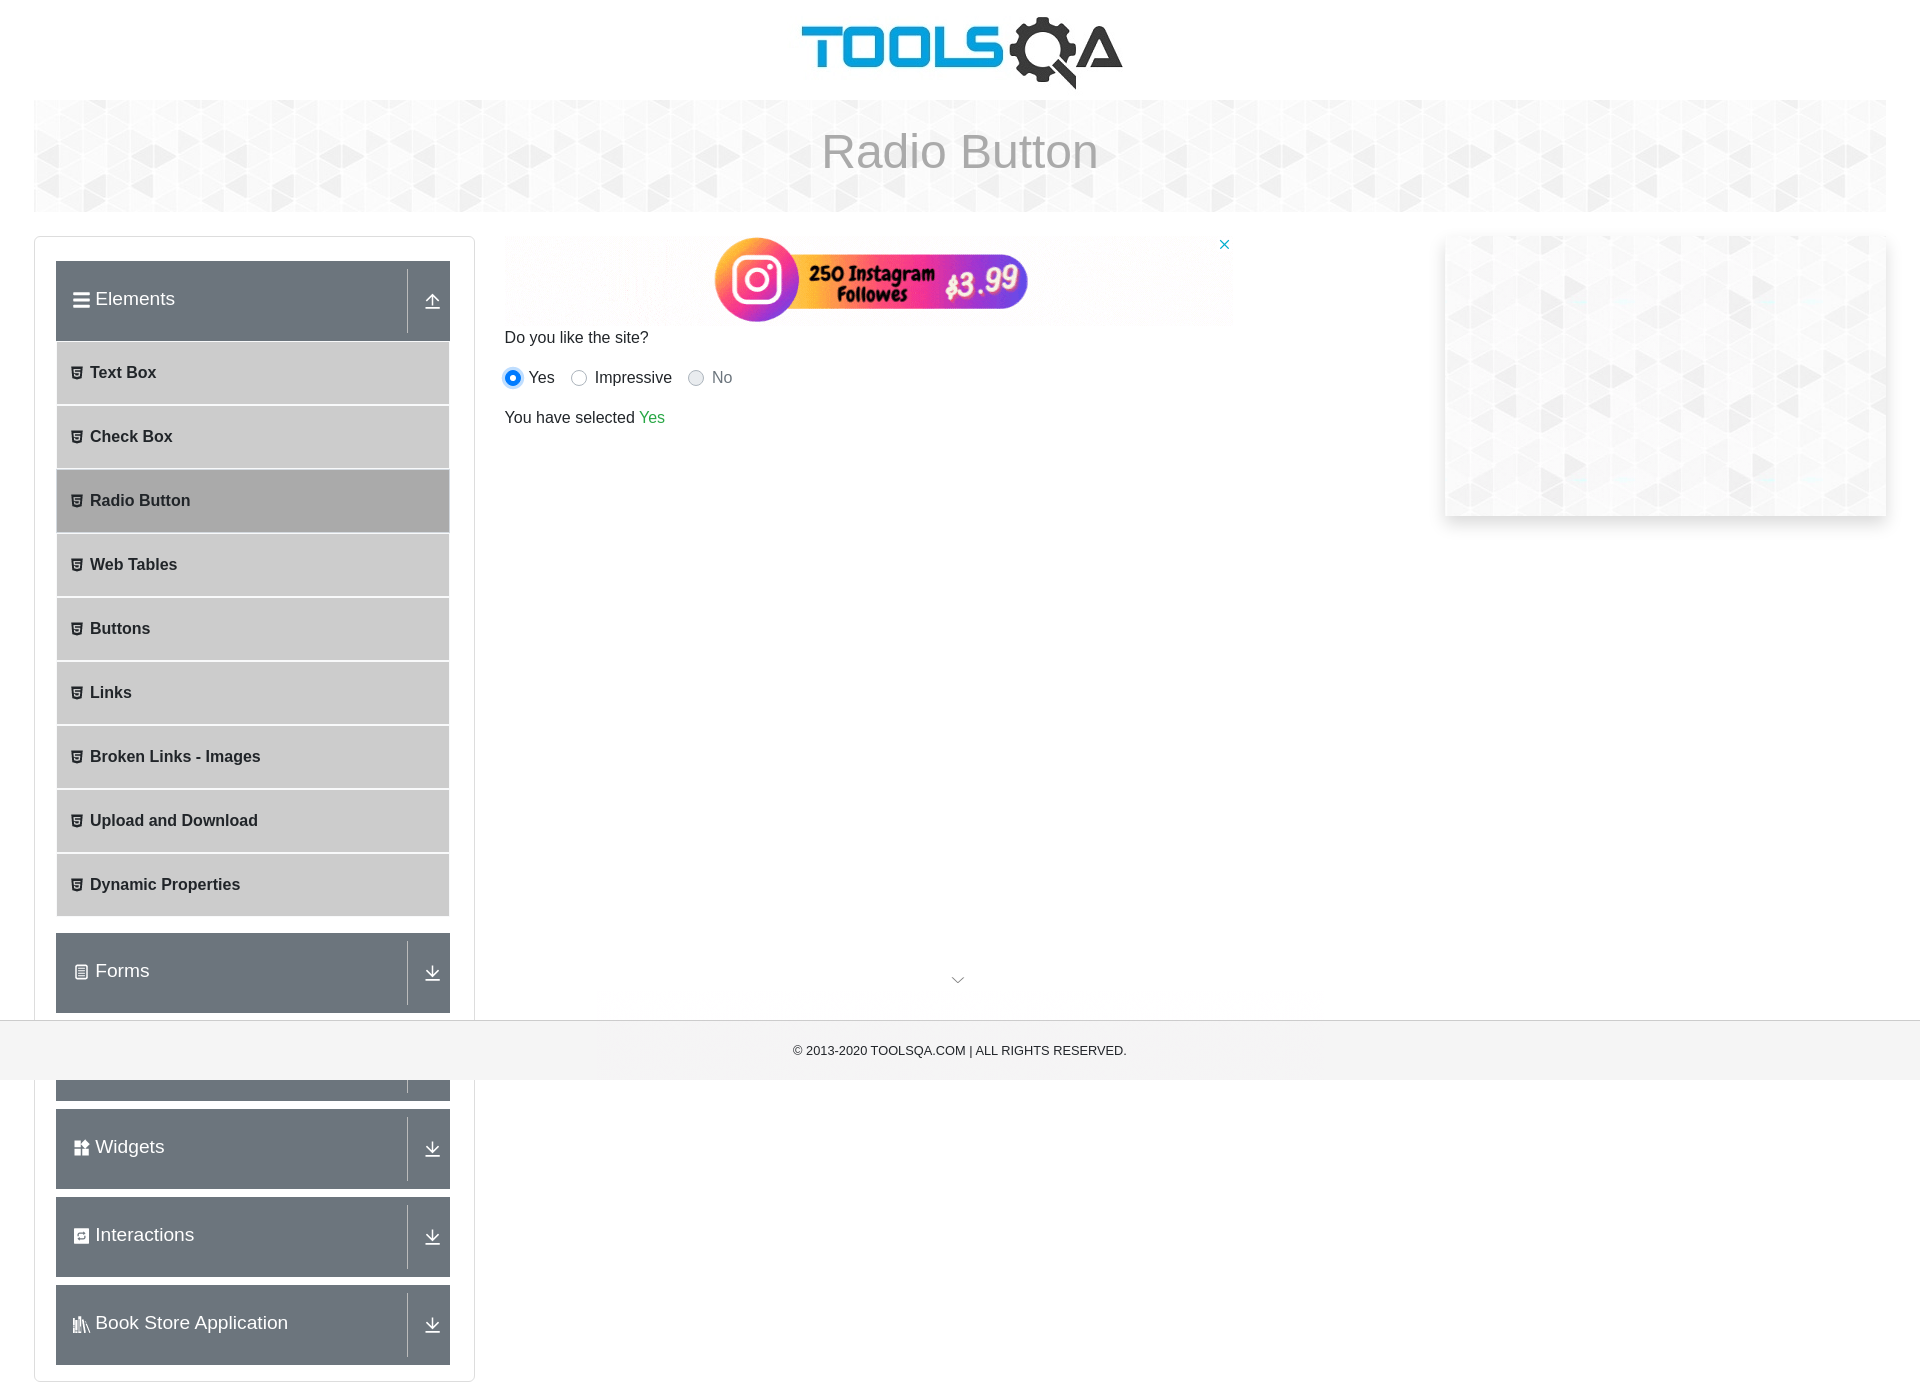 TOOLSQA
Radio Button
Elements
Text Box
Check Box
Radio Button
Web Tables
Buttons
Links
Broken Links - Images
Upload and Download
Dynamic Properties
Forms
Widgets
Interactions
Book Store Application
250 Instagram
Followes
$3.99
Do you like the site?
Yes Impressive No
You have selected Yes
© 2013-2020 TOOLSQA.COM | ALL RIGHTS RESERVED.